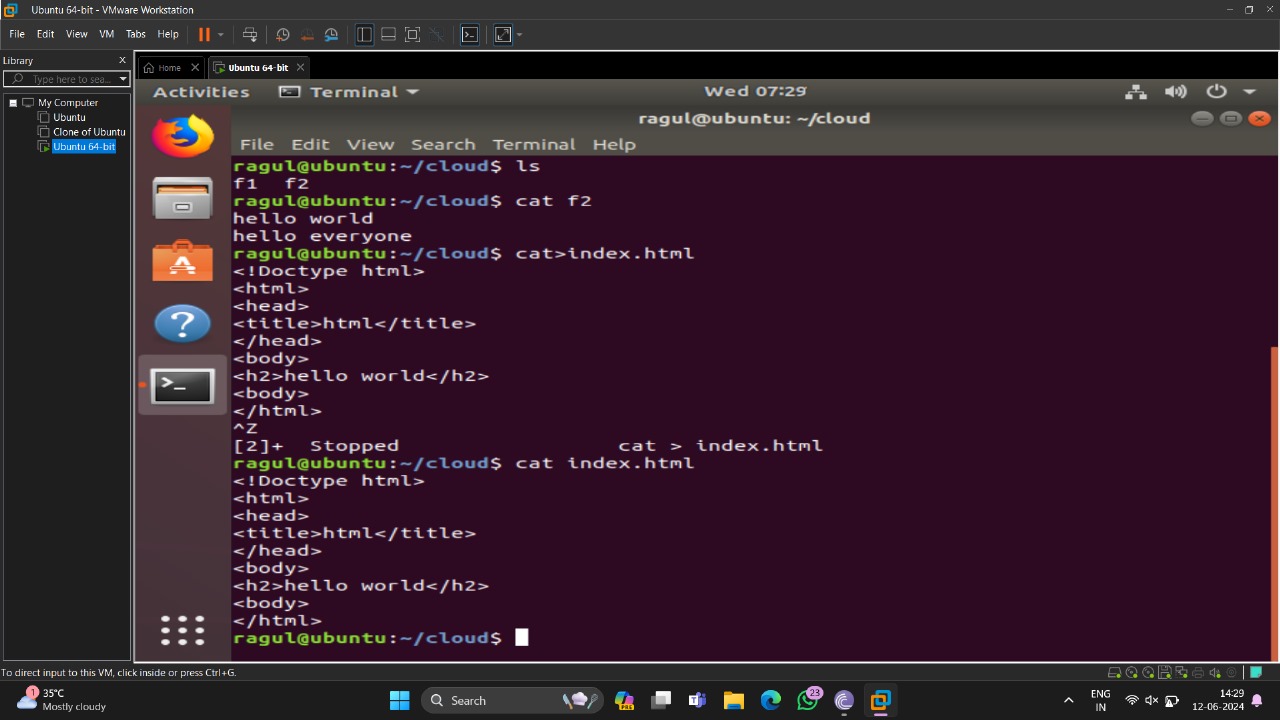 Ubuntu 64-bit - VMware Workstation
File Edit View VM Tabs Help
Library
Type here to sea...
My Computer
Ubuntu
Clone of Ubuntu
Ubuntu 64-bit
Home
Ubuntu 64-bit
Activities Terminal Wed 07:29
ragul@ubuntu: ~/cloud
File Edit View Search Terminal Help
ragul@ubuntu:~/cloud$ ls
f1 f2
ragul@ubuntu:~/cloud$ cat f2
hello world
hello everyone
ragul@ubuntu:~/cloud$ cat>index.html
<!Doctype html>
<html>
<head>
<title>html</title>
</head>
<body>
<h2>hello world</h2>
<body>
</html>
^Z
[2]+ Stopped cat > index.html
ragul@ubuntu:~/cloud$ cat index.html
<!Doctype html>
<html>
<head>
<title>html</title>
</head>
<body>
<h2>hello world</h2>
<body>
</html>
ragul@ubuntu:~/cloud$
To direct input to this VM, click inside or press Ctrl+G.
1
35°C
Mostly cloudy
Search
PRE
23
ENG
IN
14:29
12-06-2024